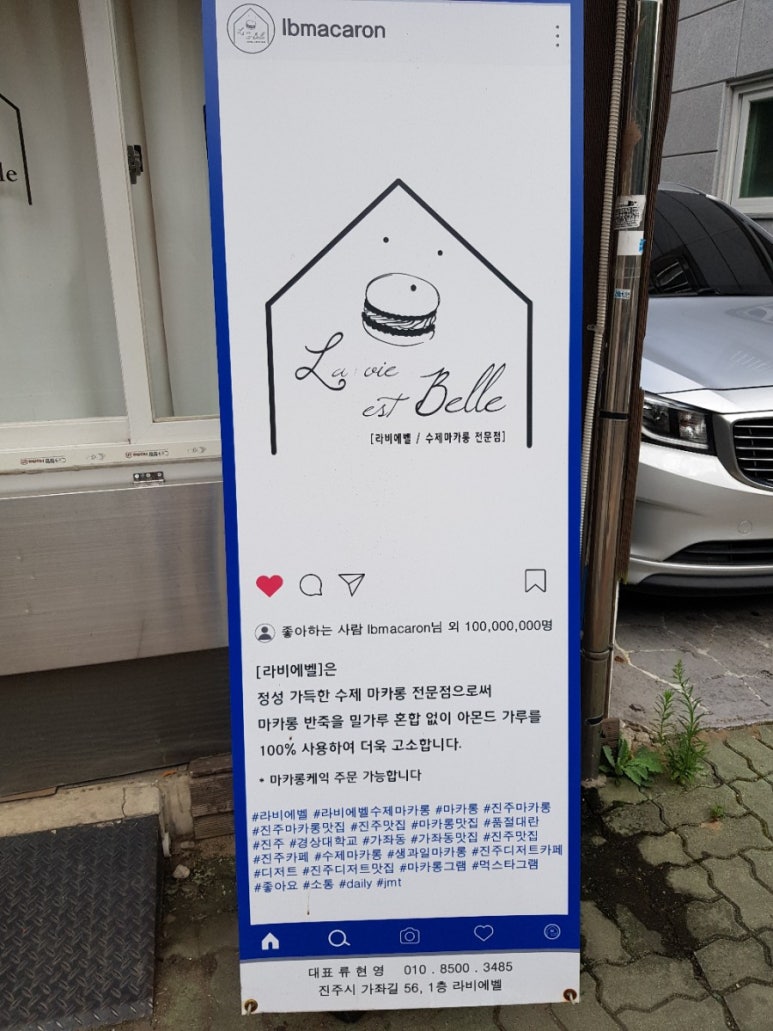 lbmacaron
La vie
est Belle
[라비에벨 / 수제마카롱 전문점]
좋아하는 사람 lbmacaron님 외 100,000,000명
[라비에벨]은
정성 가득한 수제 마카롱 전문점으로써
마카롱 반죽을 밀가루 혼합 없이 아몬드 가루를
100% 사용하여 더욱 고소합니다.
* 마카롱케익 주문 가능합니다
#라비에벨 #라비에벨수제마카롱 #마카롱 #진주마카롱
#진주마카롱맛집 #진주맛집 #마카롱맛집 #품절대란
#진주 #경상대학교 #가좌동 #가좌동맛집 #진주맛집
#진주카페 #수제마카롱 #생과일마카롱 #진주디저트카페
#디저트 #진주디저트맛집 #마카롱그램 #먹스타그램
#좋아요 #소통 #daily #jmt
대표 류현영 010 . 8500 . 3485
진주시 가좌길 56, 1층 라비에벨